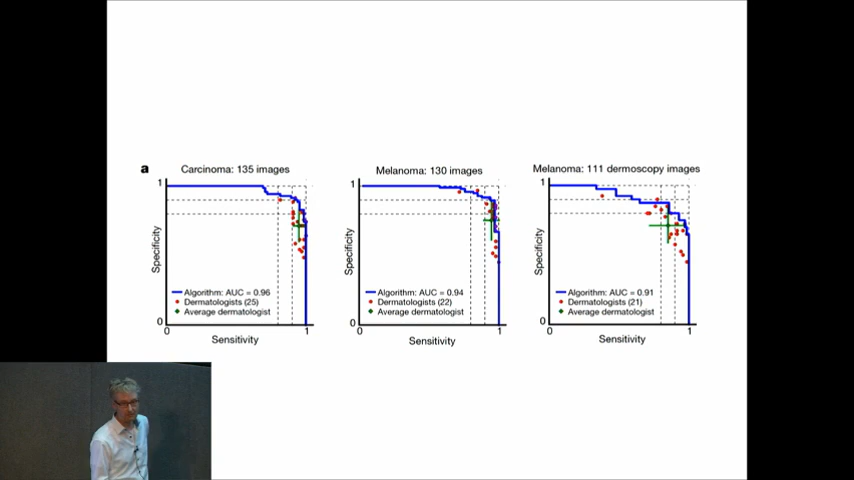 a
Carcinoma: 135 images
1
Specificity
Algorithm: AUC = 0.96
Dermatologists (25)
Average dermatologist
0
0
1
Sensitivity
Melanoma: 130 images
1
Specificity
Algorithm: AUC = 0.94
Dermatologists (22)
Average dermatologist
0
0
1
Sensitivity
Melanoma: 111 dermoscopy images
1
Specificity
Algorithm: AUC = 0.91
Dermatologists (21)
Average dermatologist
0
0
1
Sensitivity